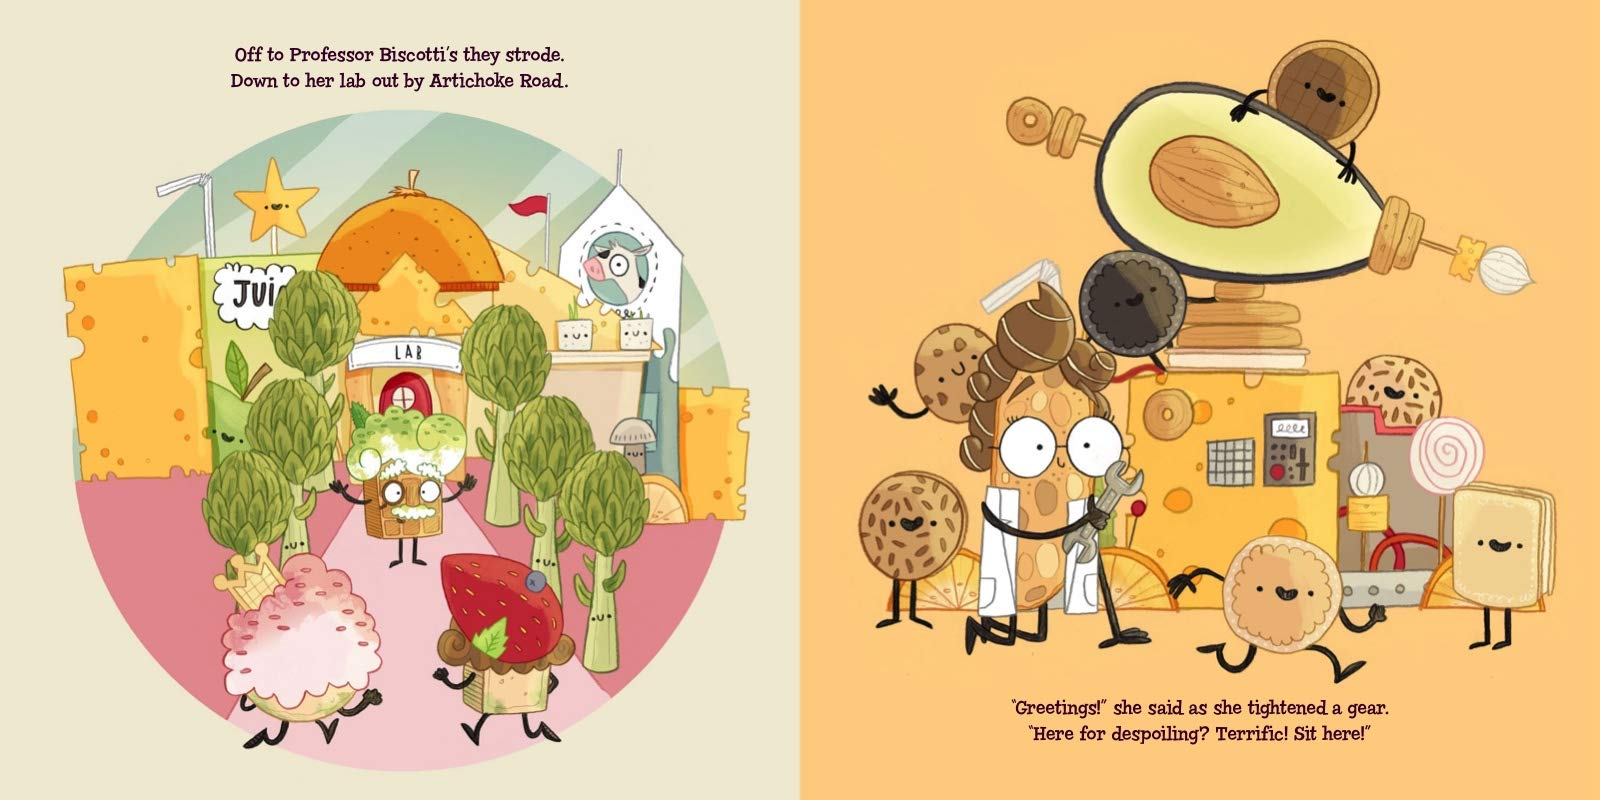 Off to Professor Biscotti's they strode.
Down to her lab out by Artichoke Road.
JUI
LAB
"Greetings!" she said as she tightened a gear.
"Here for despoiling? Terrific! Sit here!"